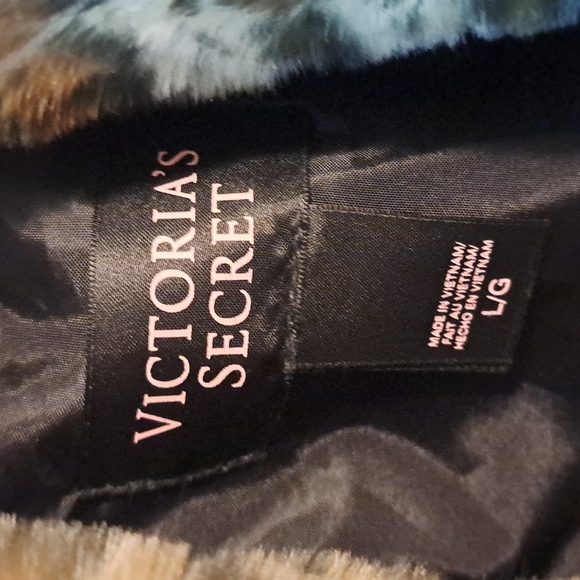 VICTORIA'S
SECRET
MADE IN VIETNAM/
FAIT AU VIETNAM/
HECHO EN VIETNAM
L/G